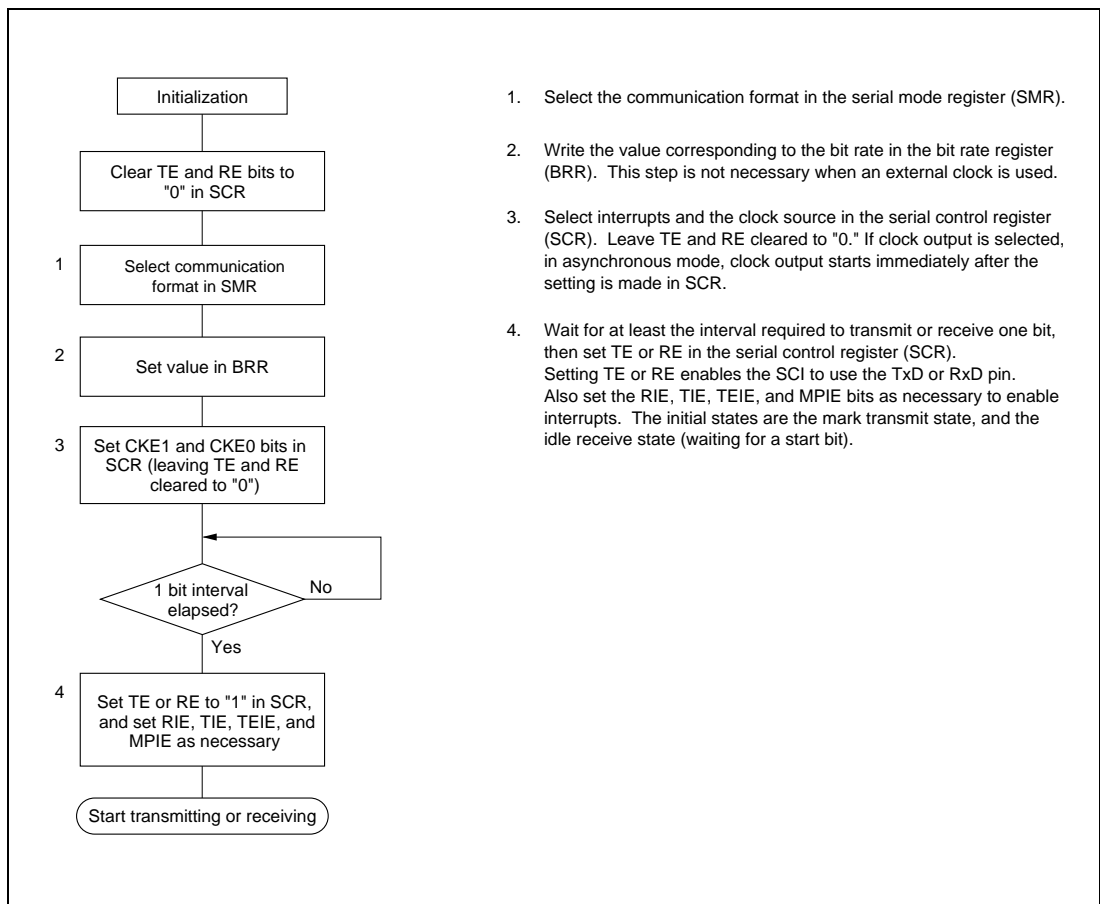 Initialization
Clear TE and RE bits to
"0" in SCR
1
Select communication
format in SMR
2
Set value in BRR
3
Set CKE1 and CKE0 bits in
SCR (leaving TE and RE
cleared to "0")
1 bit interval
elapsed?
No
Yes
4
Set TE or RE to "1" in SCR,
and set RIE, TIE, TEIE, and
MPIE as necessary
Start transmitting or receiving
1. Select the communication format in the serial mode register (SMR).
2. Write the value corresponding to the bit rate in the bit rate register
(BRR). This step is not necessary when an external clock is used.
3. Select interrupts and the clock source in the serial control register
(SCR). Leave TE and RE cleared to "0." If clock output is selected,
in asynchronous mode, clock output starts immediately after the
setting is made in SCR.
4. Wait for at least the interval required to transmit or receive one bit,
then set TE or RE in the serial control register (SCR).
Setting TE or RE enables the SCI to use the TxD or RxD pin.
Also set the RIE, TIE, TEIE, and MPIE bits as necessary to enable
interrupts. The initial states are the mark transmit state, and the
idle receive state (waiting for a start bit).